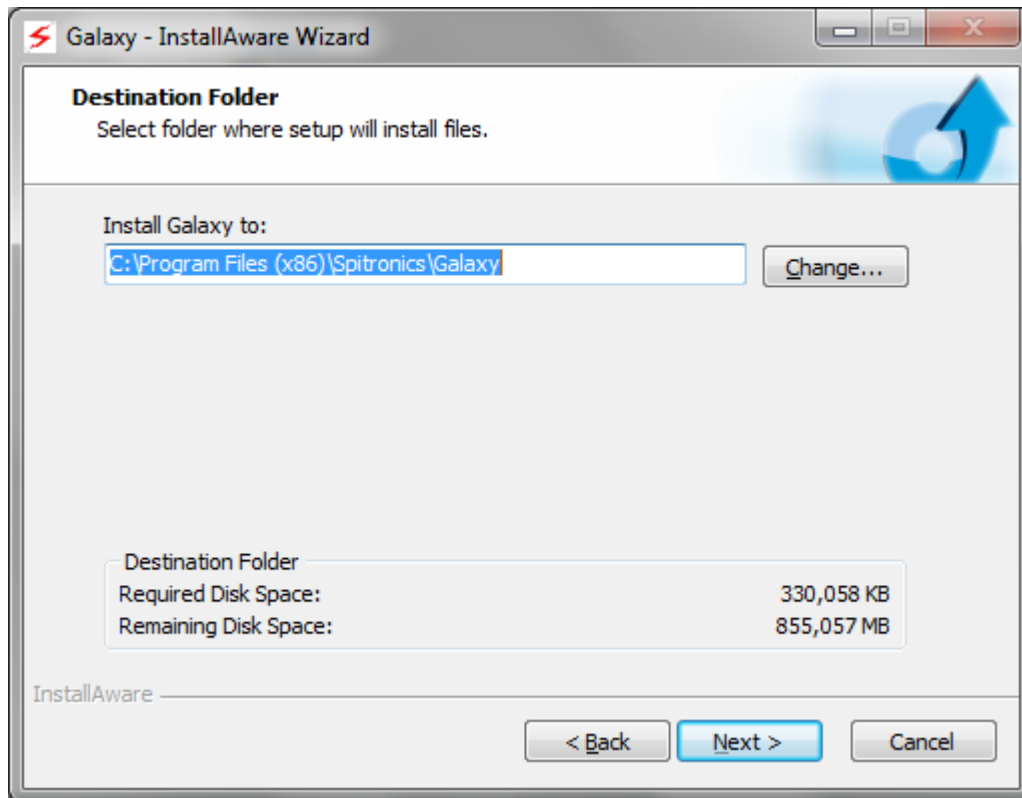 Galaxy - InstallAware Wizard
Destination Folder
Select folder where setup will install files.
Install Galaxy to:
C:\Program Files (x86)\Spitronics\Galaxy
Change...
Destination Folder
Required Disk Space: 330,058 KB
Remaining Disk Space: 855,057 MB
InstallAware
< Back Next > Cancel